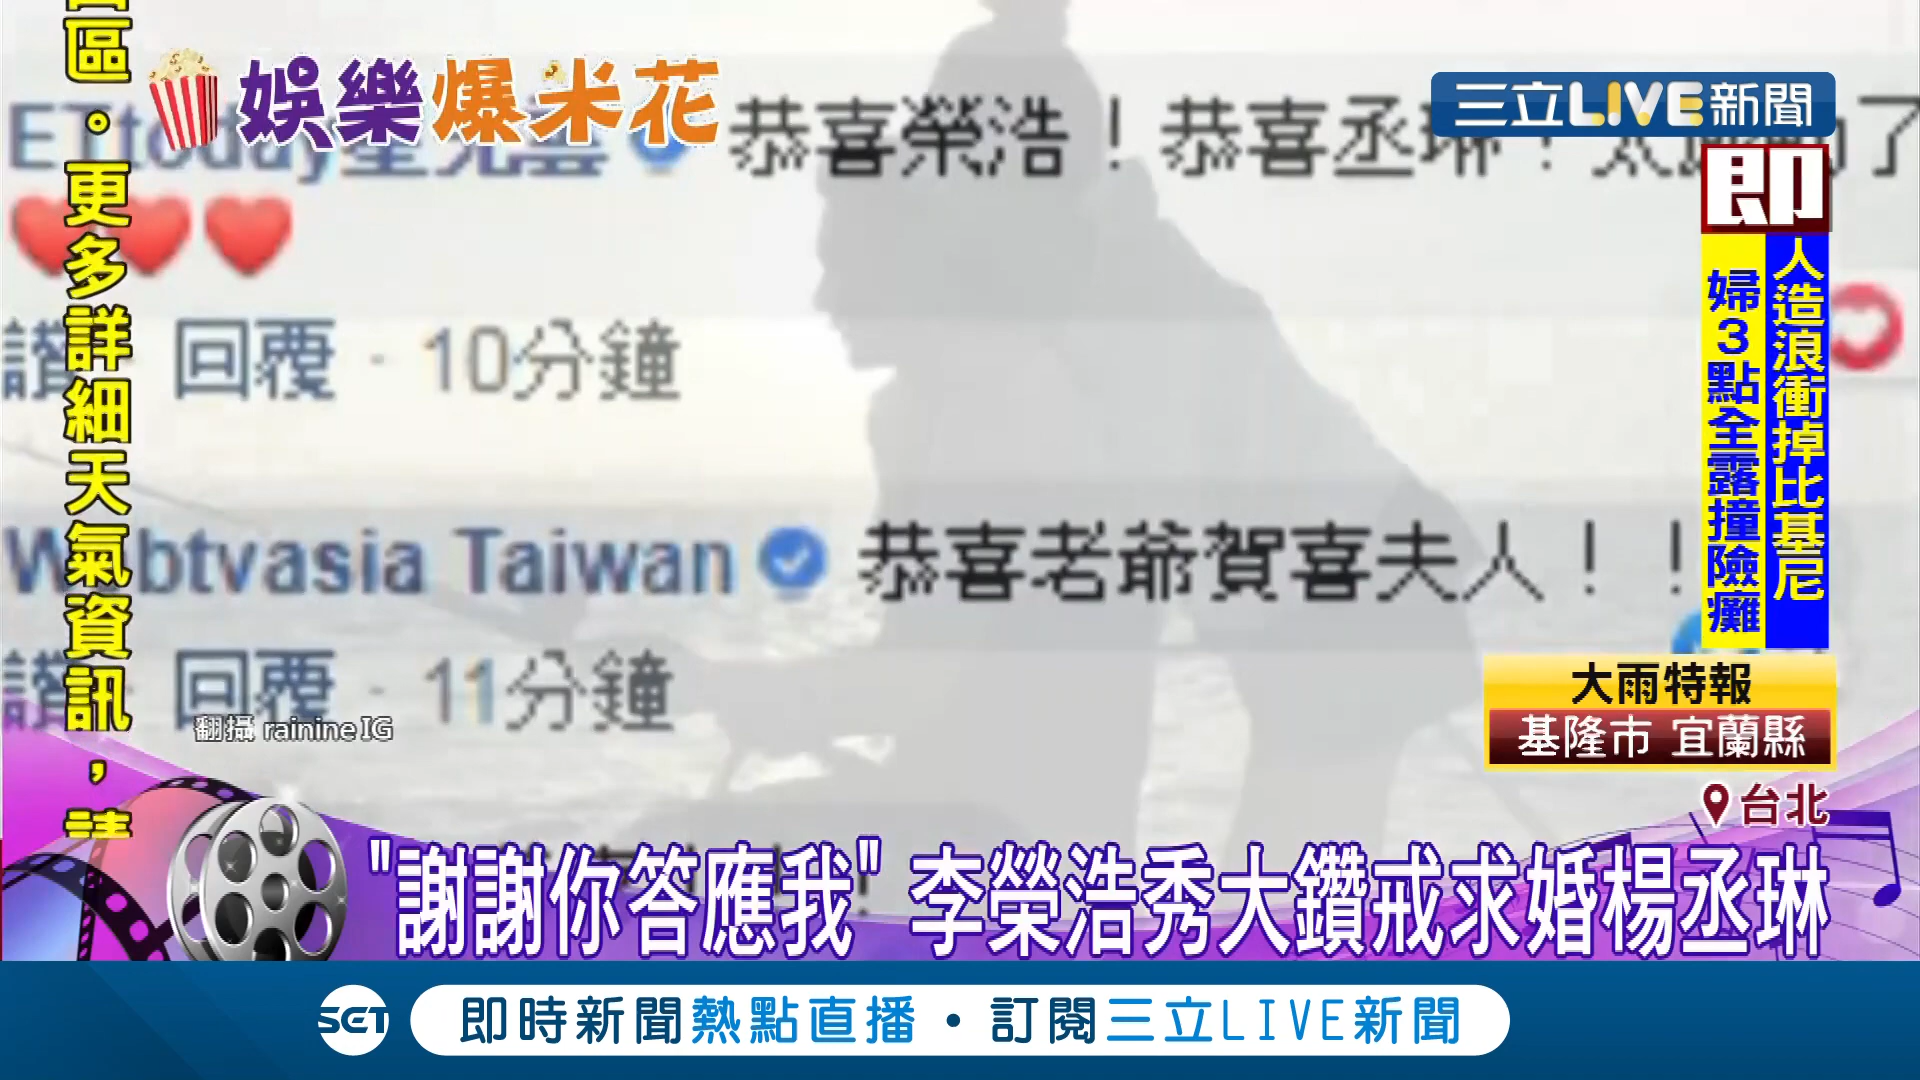 區。更多詳細天氣資訊，請
娛樂爆米花
三立LIVE新聞
ETtoday星光雲 恭喜榮浩！恭喜丞琳！太
了
讚 回覆 · 10分鐘
Webtvasia Taiwan 恭喜老爺賀喜夫人！！
讚 回覆 · 11分鐘
翻攝 rainine IG
即
人造浪衝掉比基尼
婦3點全露撞險癱
大雨特報
基隆市 宜蘭縣
台北
"謝謝你答應我" 李榮浩秀大鑽戒求婚楊丞琳
SET
即時新聞熱點直播 • 訂閱三立LIVE新聞